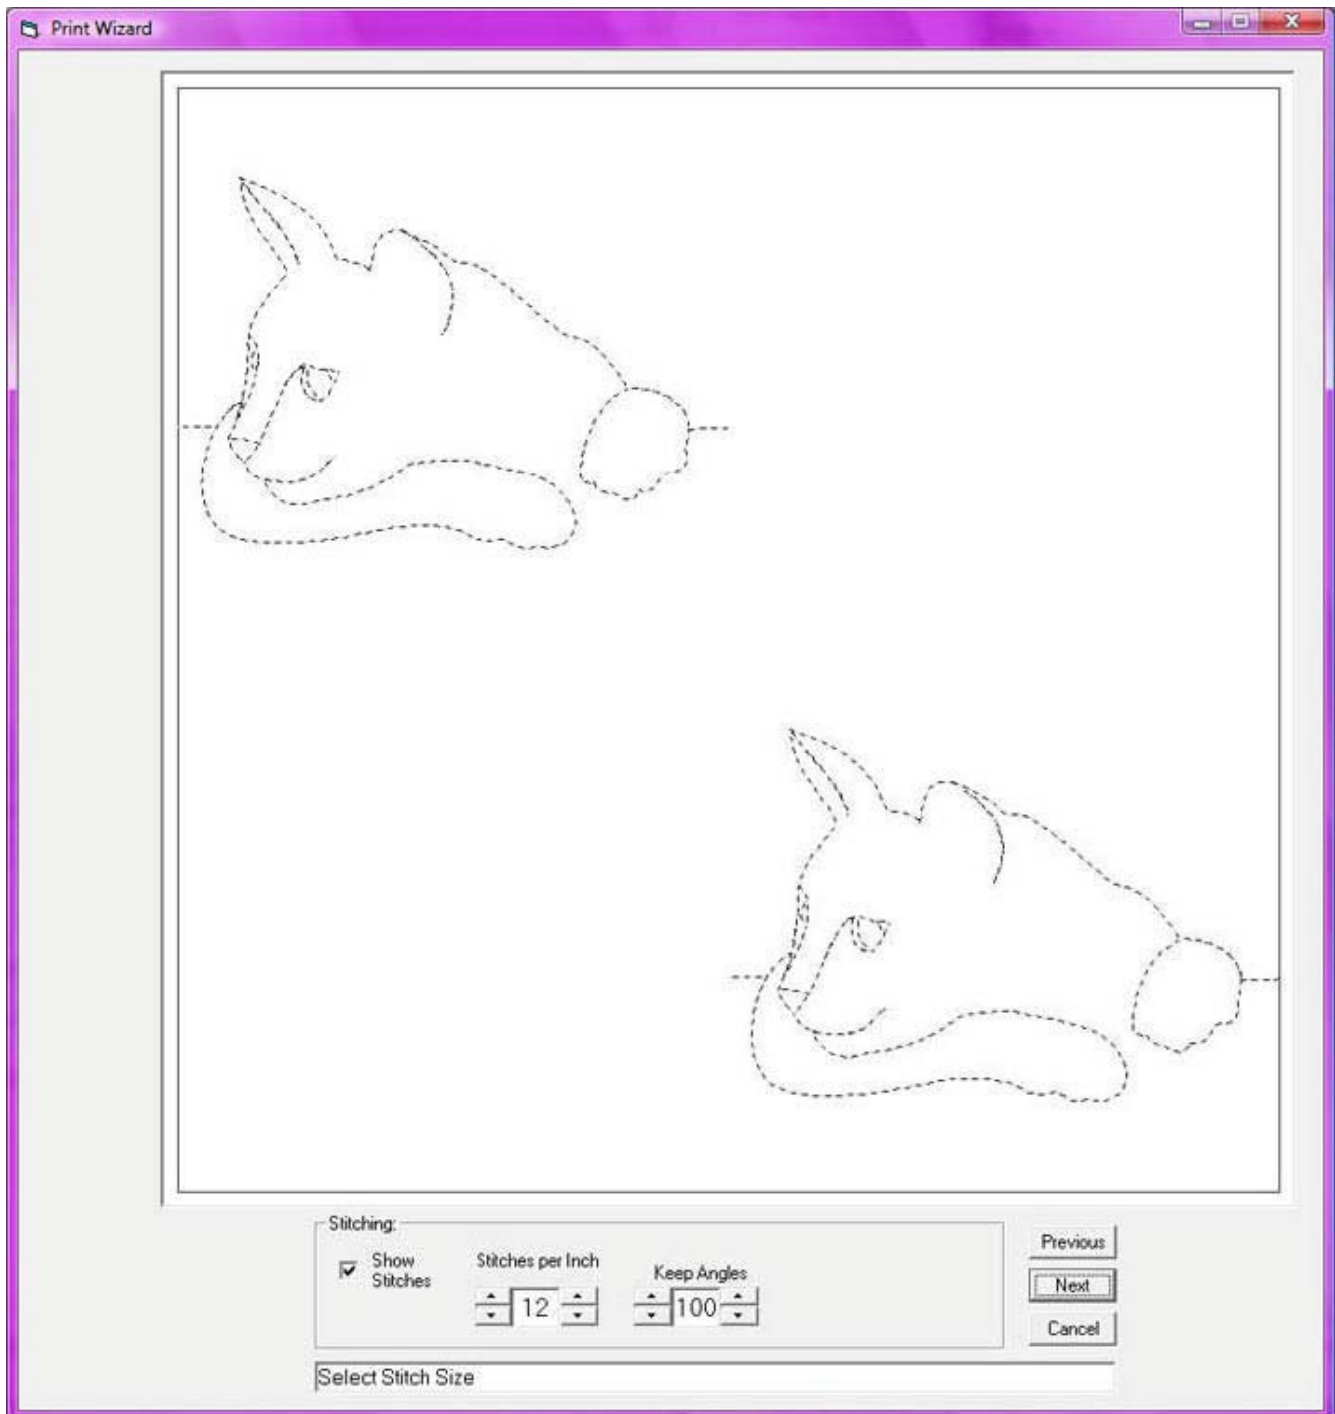 Print Wizard
Stitching:
Show
Stitches
Stitches per Inch
12
Keep Angles
100
Previous
Next
Cancel
Select Stitch Size